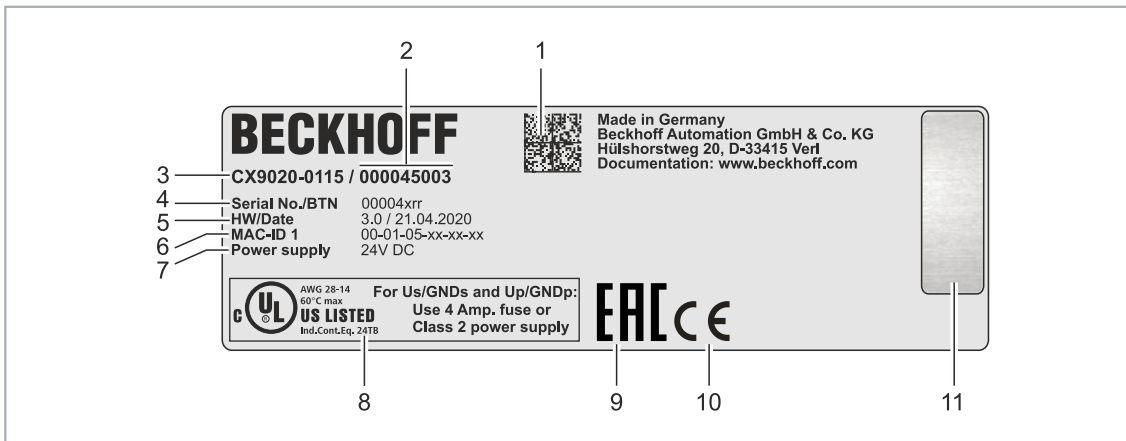 2 1
BECKHOFF
Made in Germany
Beckhoff Automation GmbH & Co. KG
Hülshorstweg 20, D-33415 Verl
Documentation: www.beckhoff.com
3 CX9020-0115 / 000045003
4 Serial No./BTN 00004xrr
5 HW/Date 3.0 / 21.04.2020
6 MAC-ID 1 00-01-05-xx-xx-xx
7 Power supply 24V DC
c UL ®
AWG 28-14
60°C max
US LISTED
Ind.Cont.Eq. 24TB
For Us/GNDs and Up/GNDp:
Use 4 Amp. fuse or
Class 2 power supply
EAC CE
8 9 10 11